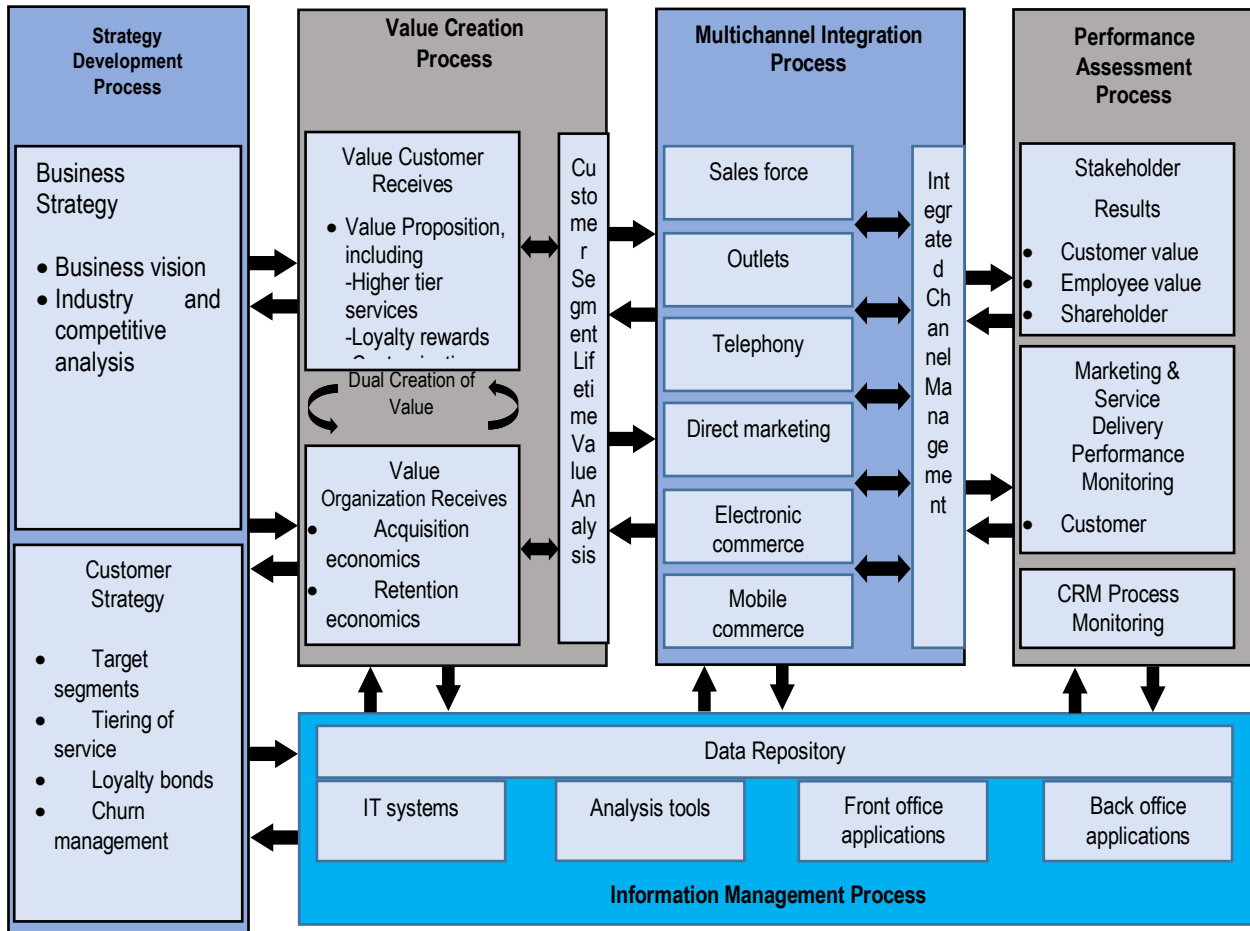 Strategy
Development
Process
Business
Strategy
• Business vision
• Industry and
competitive
analysis
Customer
Strategy
• Target
segments
• Tiering of
service
• Loyalty bonds
• Churn
management
Value Creation
Process
Value Customer
Receives
• Value Proposition,
including
-Higher tier
services
-Loyalty rewards
Dual Creation of
Value
Value
Organization Receives
• Acquisition
economics
• Retention
economics
Cu
sto
me
r
Se
gm
ent
Lif
eti
me
Va
lue
An
aly
sis
Multichannel Integration
Process
Sales force
Outlets
Telephony
Direct marketing
Electronic
commerce
Mobile
commerce
Int
egr
ate
d
Ch
an
nel
Ma
na
ge
me
nt
Performance
Assessment
Process
Stakeholder
Results
• Customer value
• Employee value
• Shareholder
Marketing &
Service
Delivery
Performance
Monitoring
• Customer
CRM Process
Monitoring
Data Repository
IT systems
Analysis tools
Front office
applications
Back office
applications
Information Management Process